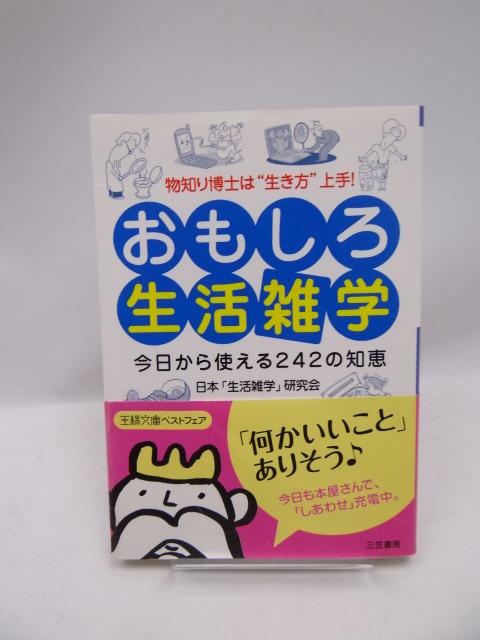 物知り博士は“生き方”上手!
おもしろ
生活雑学
今日から使える242の知恵
日本「生活雑学」研究会
王様文庫ベストフェア
「何かいいこと」
ありそう♪
今日も本屋さんで、
「しあわせ」充電中。
三笠書房